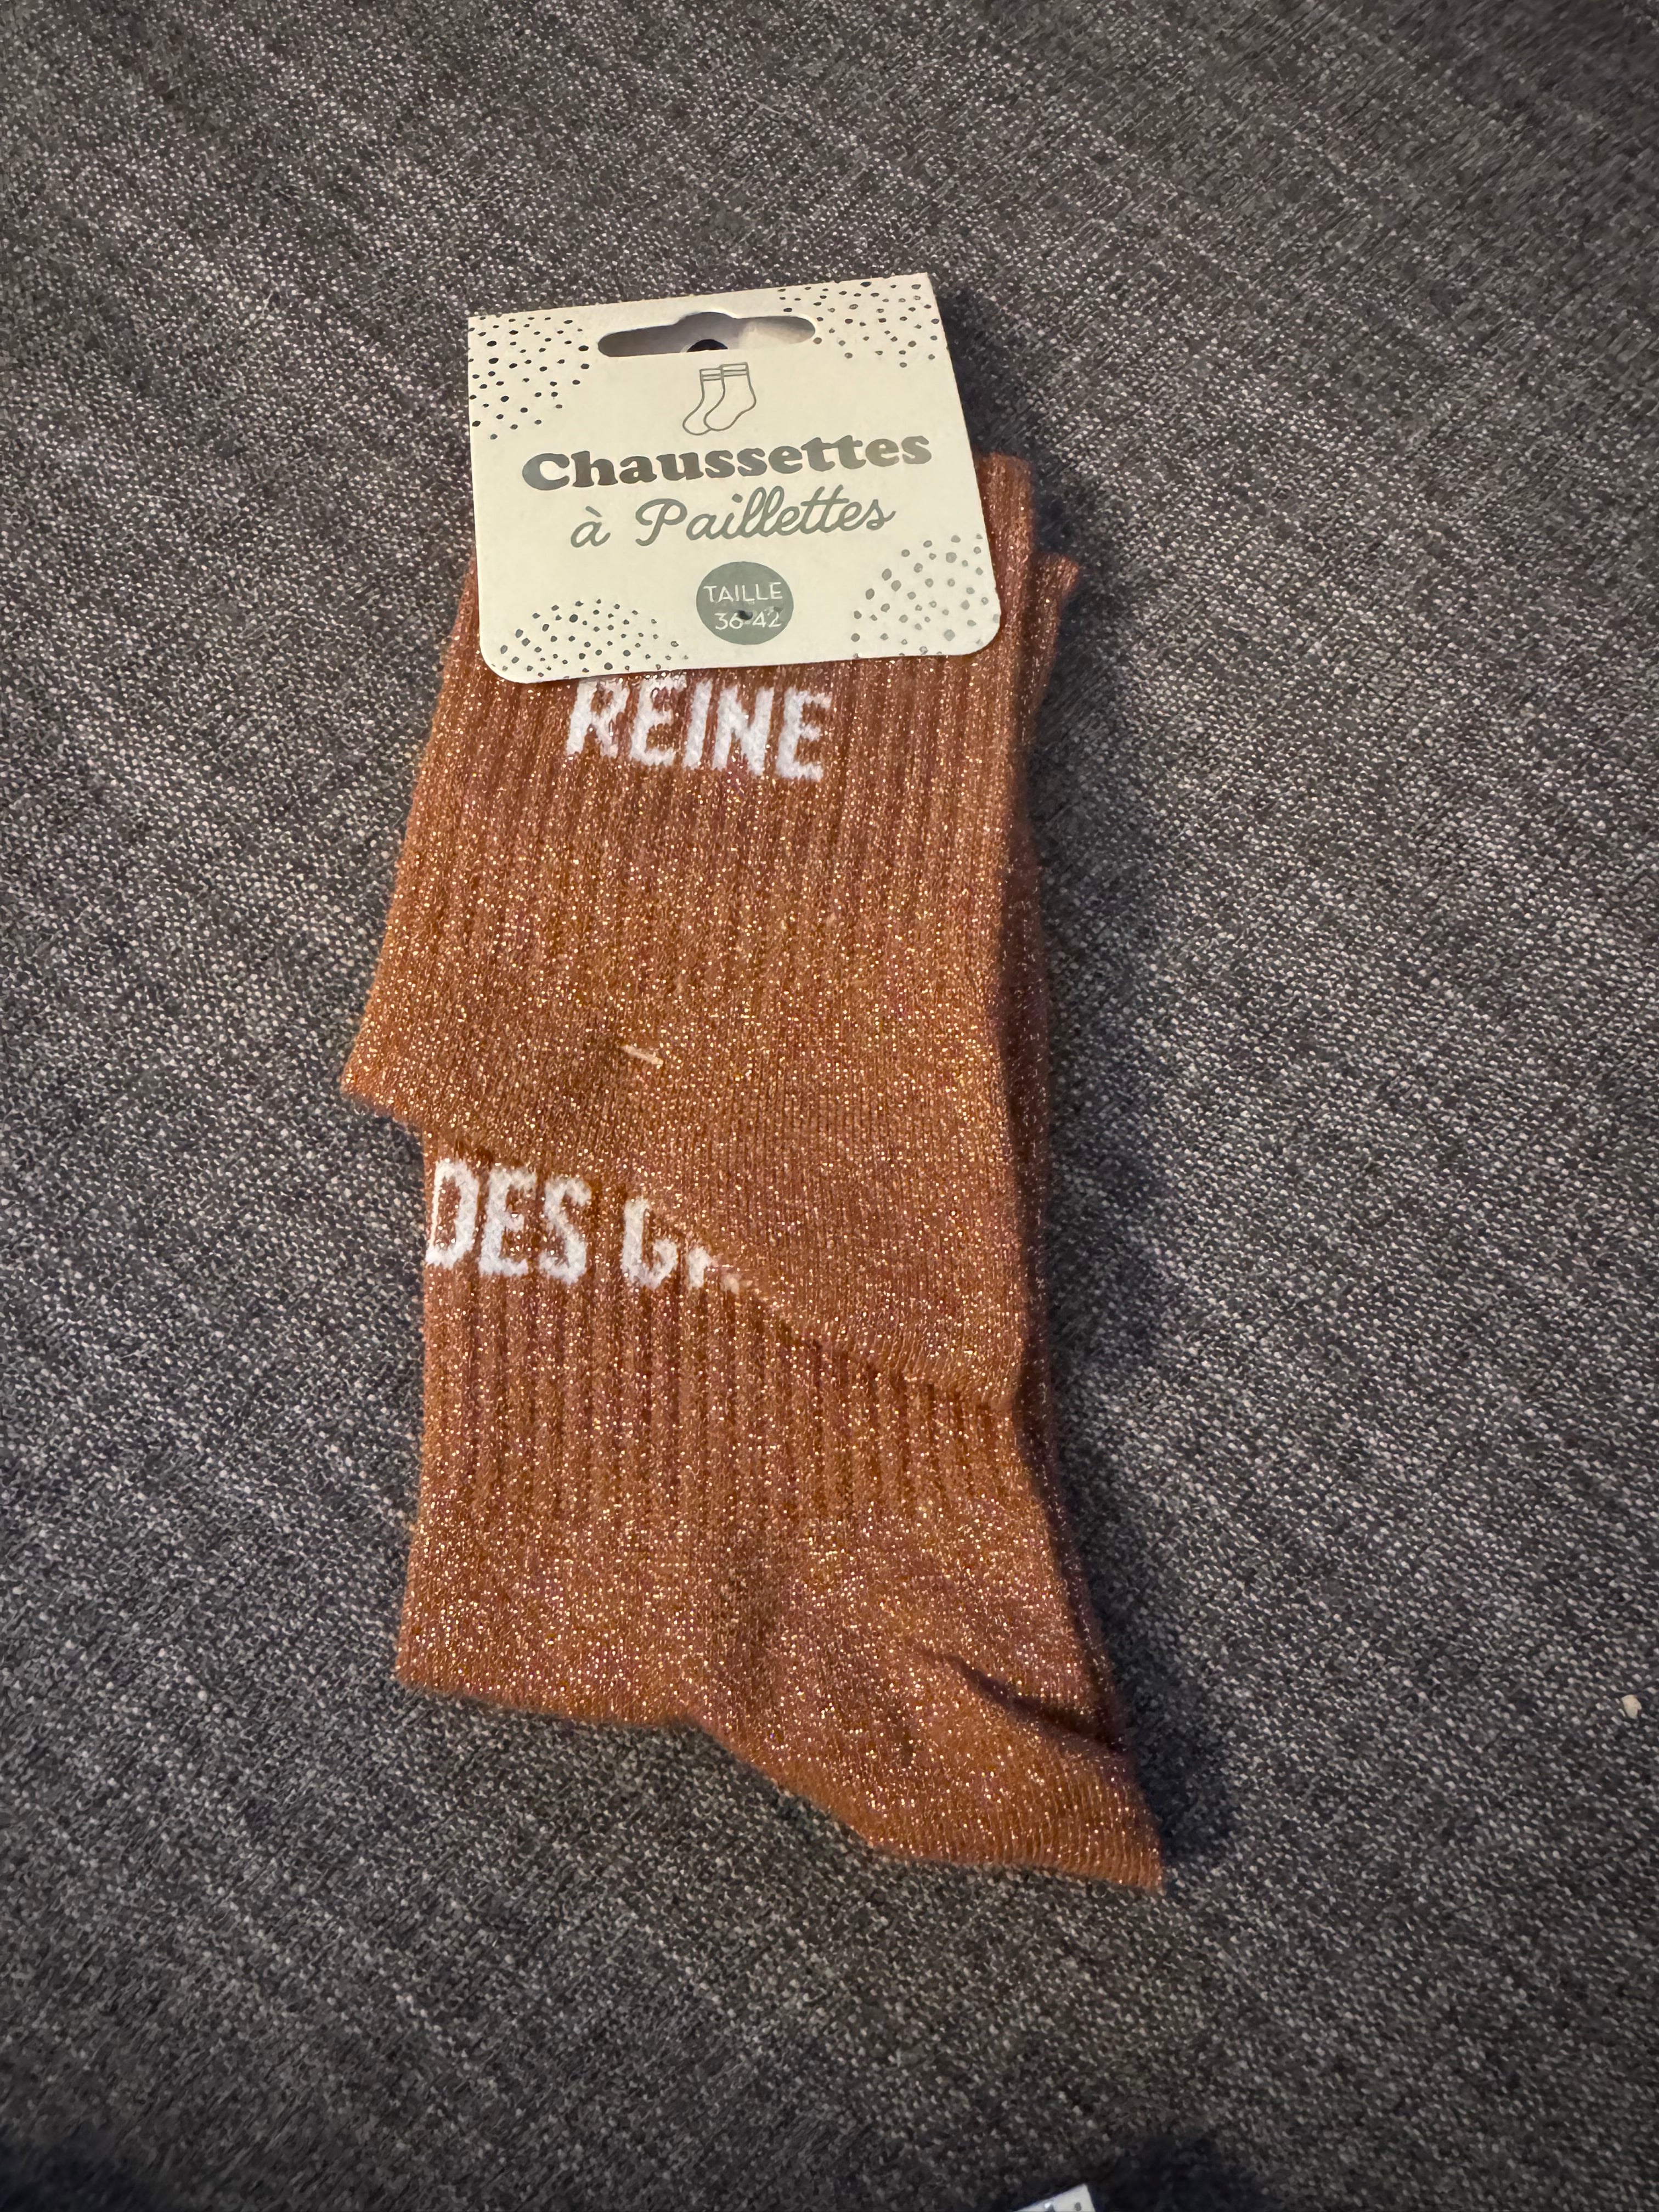 Chaussettes
à Paillettes
TAILLE
36-42
REINE
DES